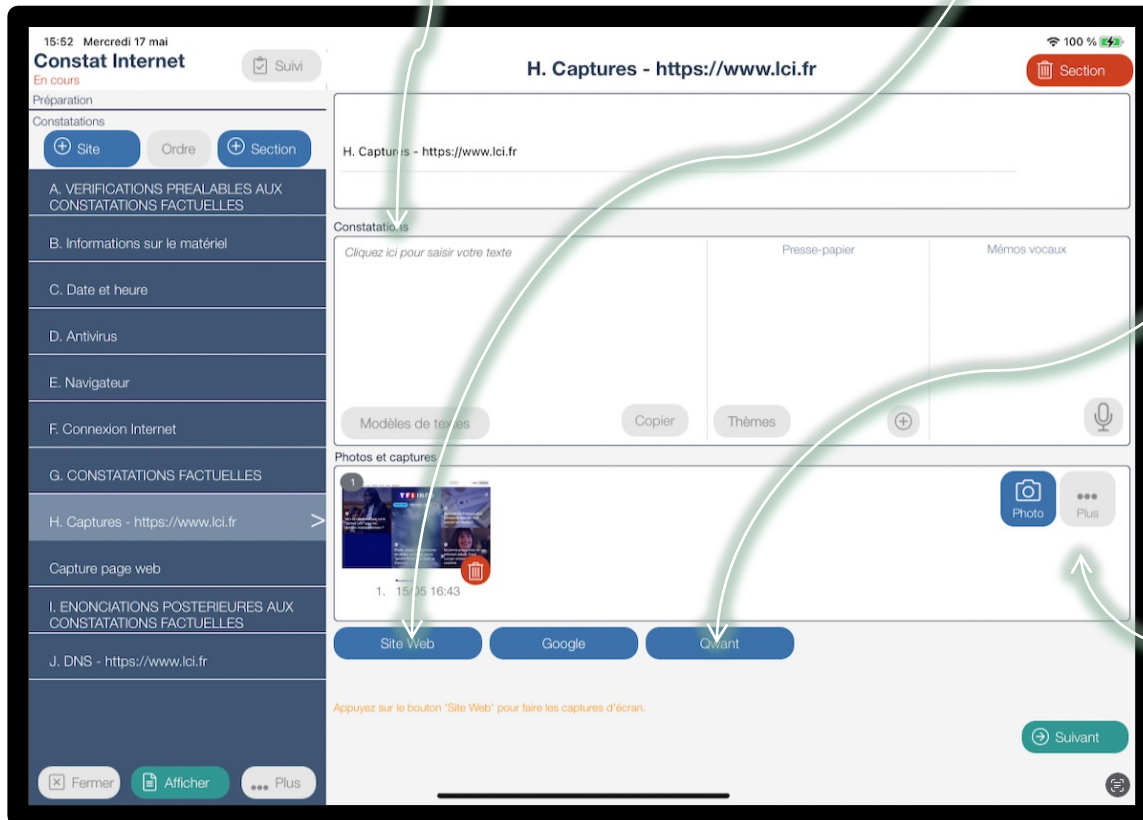 15:52 Mercredi 17 mai
100 %
Constat Internet
En cours
Suivi
H. Captures - https://www.lci.fr
Section
Préparation
Constatations
Site
Ordre
Section
H. Captures - https://www.lci.fr
A. VERIFICATIONS PREALABLES AUX
CONSTATATIONS FACTUELLES
B. Informations sur le matériel
C. Date et heure
D. Antivirus
E. Navigateur
F. Connexion Internet
G. CONSTATATIONS FACTUELLES
H. Captures - https://www.lci.fr >
Capture page web
I. ENONCIATIONS POSTERIEURES AUX
CONSTATATIONS FACTUELLES
J. DNS - https://www.lci.fr
Fermer
Afficher
Plus
Constatations
Cliquez ici pour saisir votre texte
Presse-papier
Mémos vocaux
Modèles de textes
Copier
Thèmes
Photos et captures
1
TF1 INFO
Photo
Plus
1. 15/05 16:43
Site Web
Google
Qwant
Appuyez sur le bouton 'Site Web' pour faire les captures d'écran.
Suivant